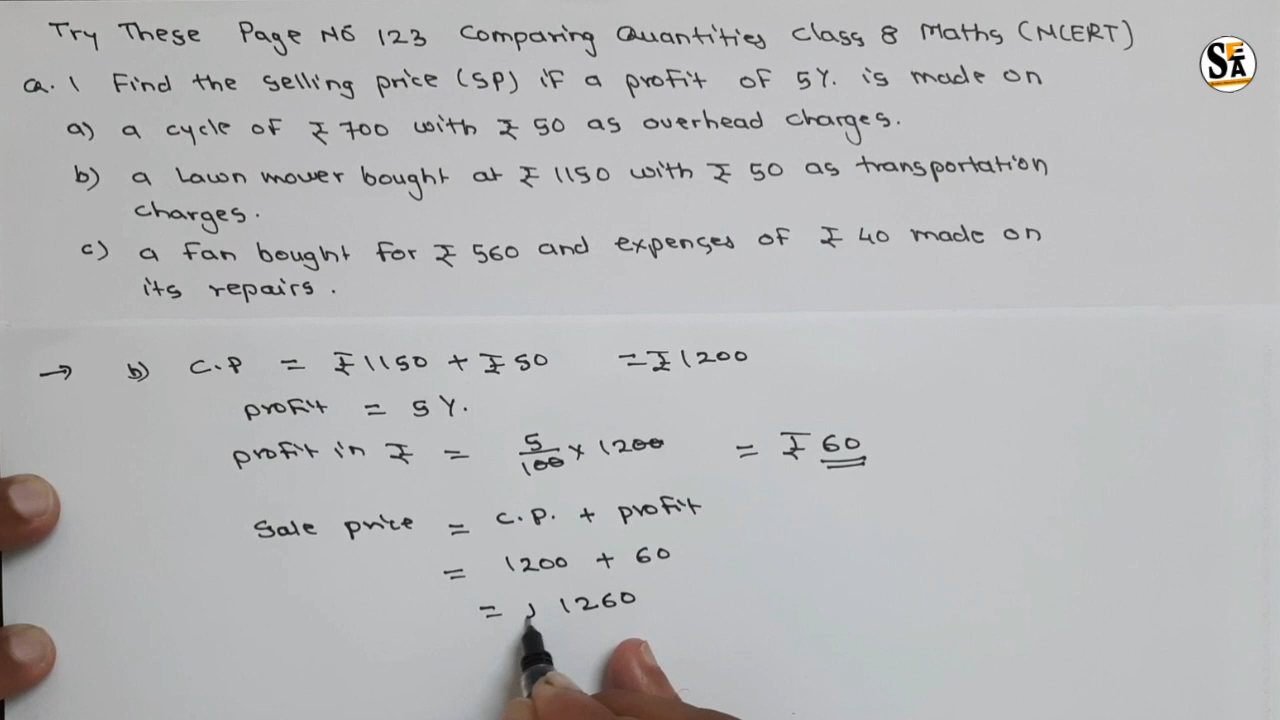 Try These Page No 123 Comparing Quantities Class 8 Maths (NCERT)
Q.1 Find the selling price (SP) if a profit of 5%. is made on
a) a cycle of ₹700 with ₹50 as overhead charges.
b) a Lawn mower bought at ₹1150 with ₹50 as transportation
charges.
c) a fan bought for ₹560 and expenses of ₹40 made on
its repairs.
→ b) C.P = ₹1150 + ₹50 = ₹1200
profit = 5%.
profit in ₹ = 5/100 × 1200 = ₹60
Sale price = C.P. + profit
= 1200 + 60
= 1260
SFA